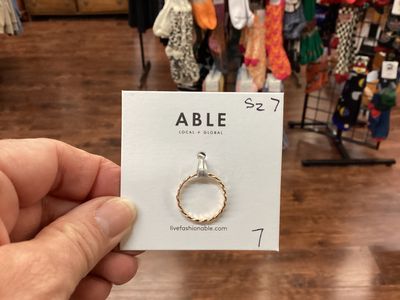 Sz 7
ABLE
LOCAL + GLOBAL
livefashionable.com
7